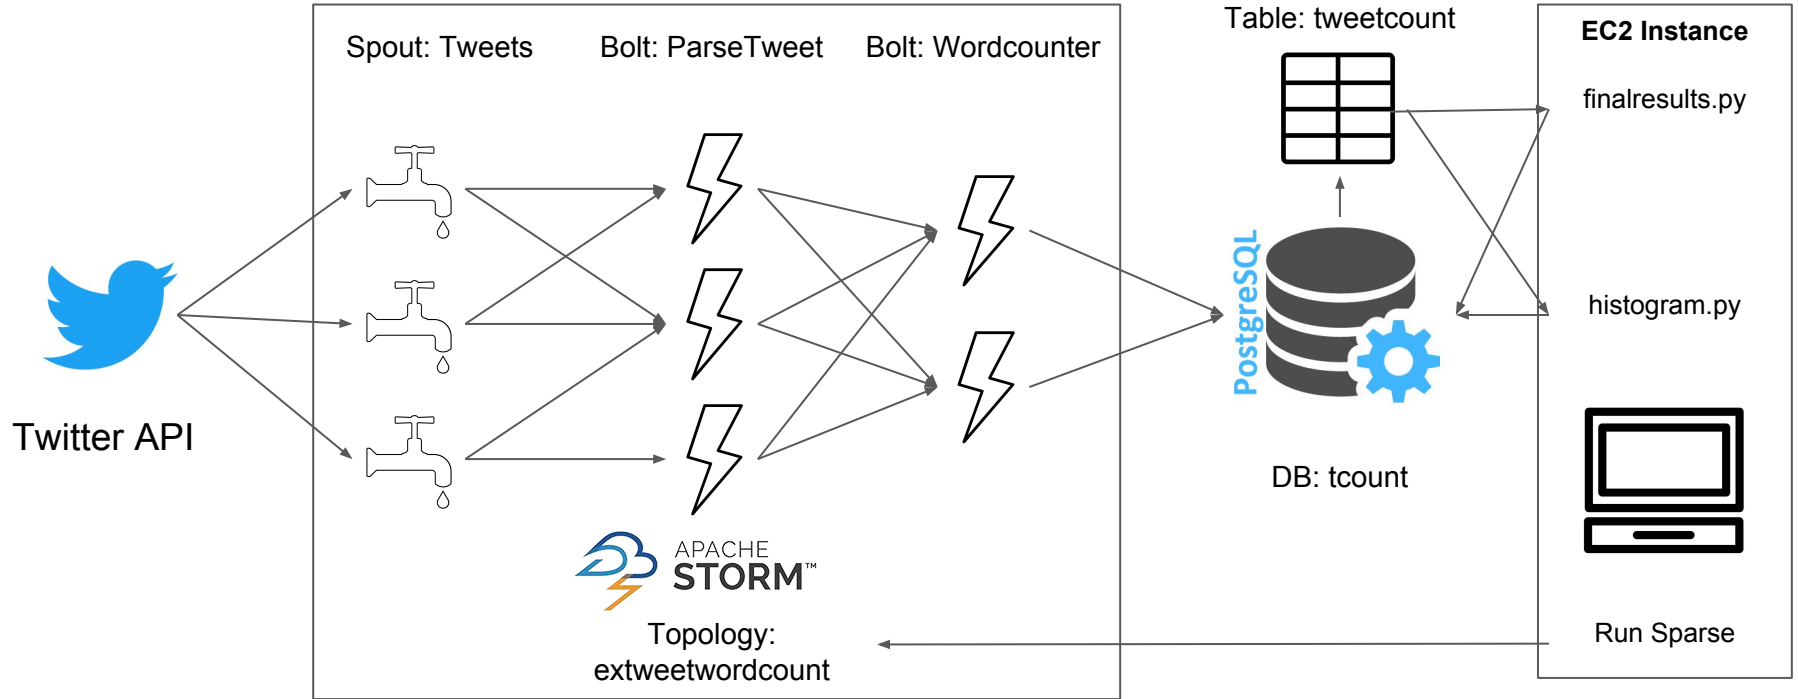 Twitter API
Spout: Tweets
Bolt: ParseTweet
Bolt: Wordcounter
APACHE
STORM™
Topology:
extweetwordcount
Table: tweetcount
PostgreSQL
DB: tcount
EC2 Instance
finalresults.py
histogram.py
Run Sparse